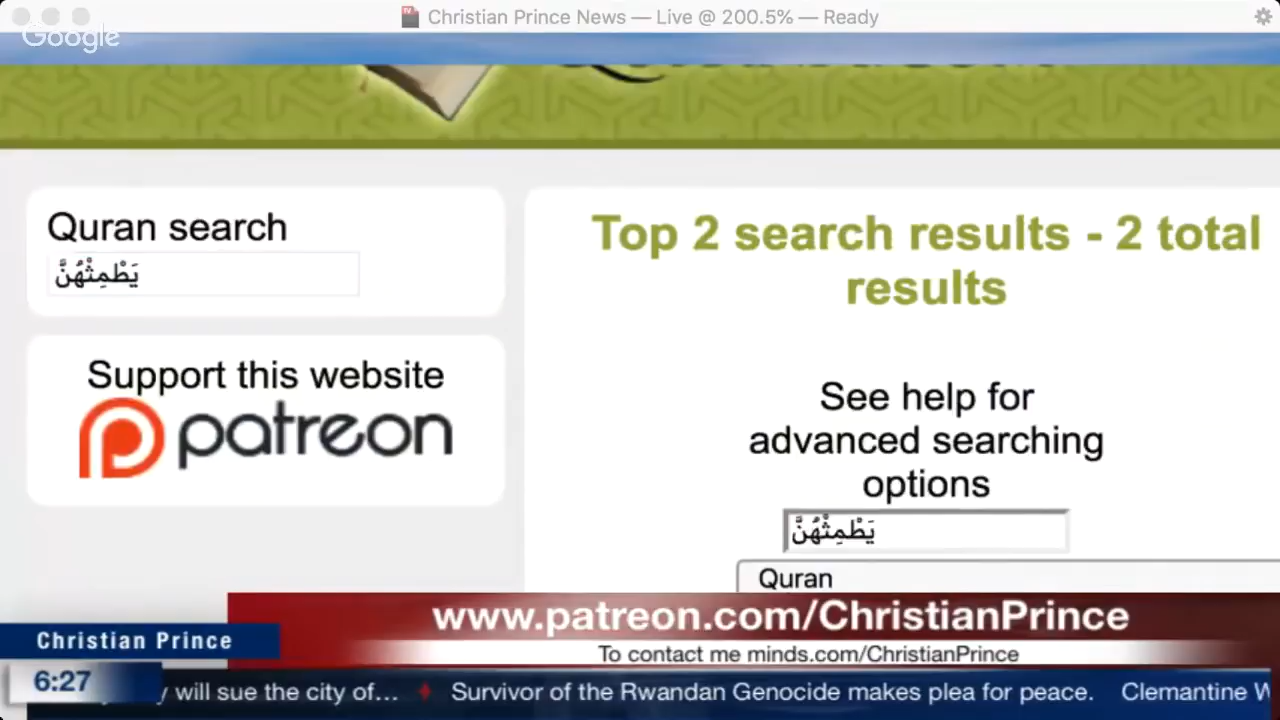 Christian Prince News — Live @ 200.5% — Ready
Google
Quran search
يَطْمِثْهُنَّ
Support this website
patreon
Top 2 search results - 2 total
results
See help for
advanced searching
options
يَطْمِثْهُنَّ
Quran
www.patreon.com/ChristianPrince
To contact me minds.com/ChristianPrince
Christian Prince
6:27
will sue the city of... ♦ Survivor of the Rwandan Genocide makes plea for peace. Clemantine